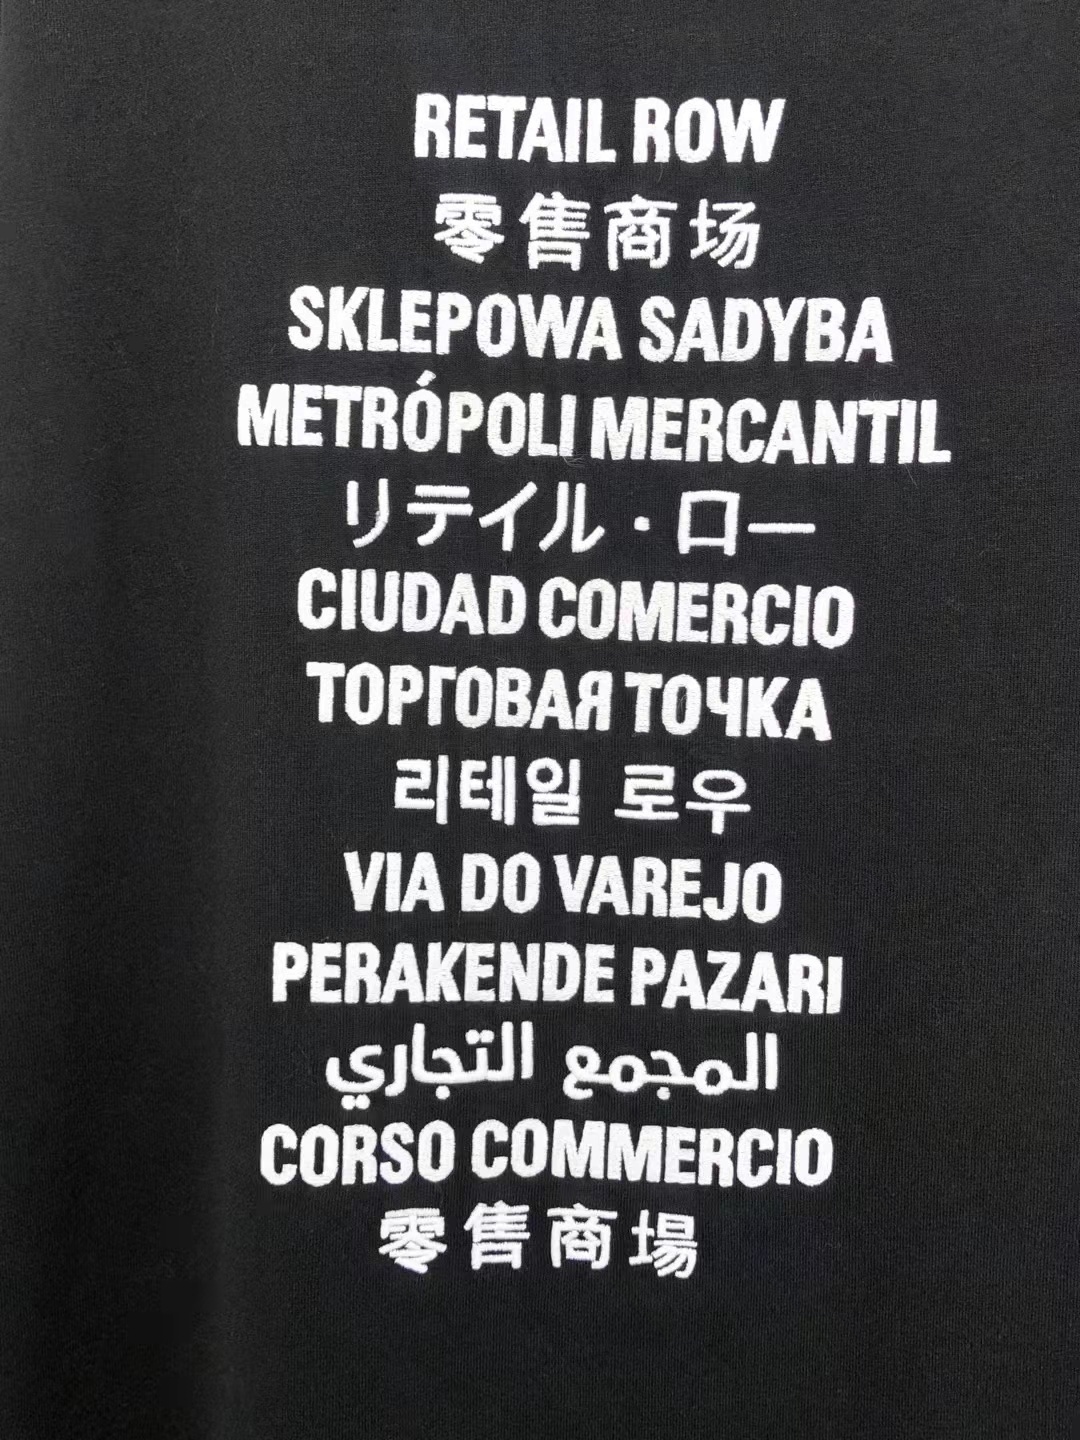 RETAIL ROW
零售商场
SKLEPOWA SADYBA
METRÓPOLI MERCANTIL
リテイル・ロー
CIUDAD COMERCIO
ТОРГОВАЯ ТОЧКА
리테일 로우
VIA DO VAREJO
PERAKENDE PAZARI
المجمع التجاري
CORSO COMMERCIO
零售商場